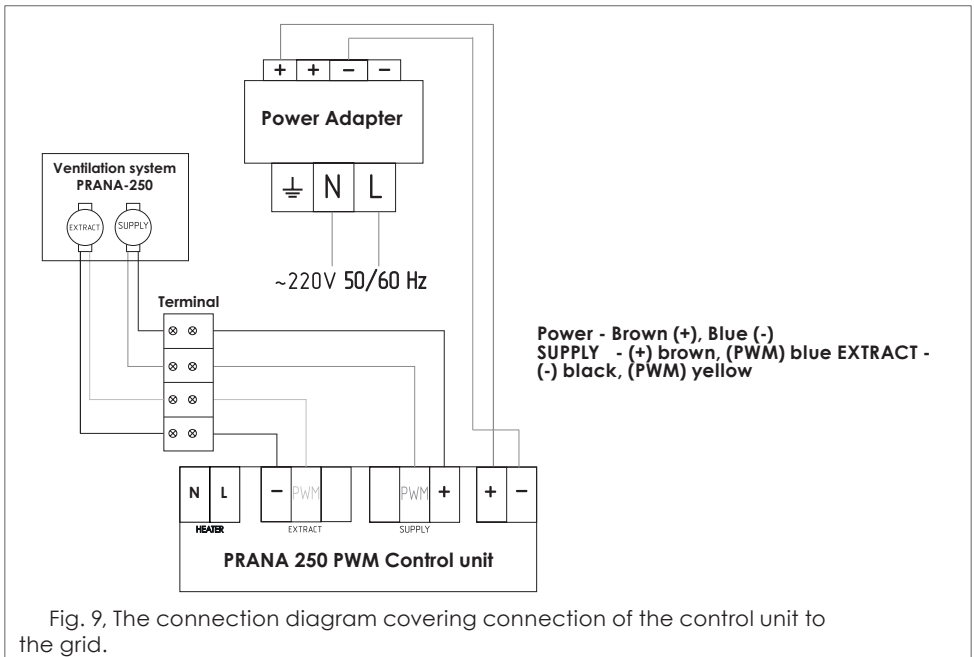 + + − −
Power Adapter
⏚ N L
~220V 50/60 Hz
Ventilation system
PRANA-250
EXTRACT
SUPPLY
Terminal
Power - Brown (+), Blue (-)
SUPPLY - (+) brown, (PWM) blue EXTRACT -
(-) black, (PWM) yellow
N L − PWM PWM + + −
HEATER EXTRACT SUPPLY
PRANA 250 PWM Control unit
Fig. 9, The connection diagram covering connection of the control unit to
the grid.